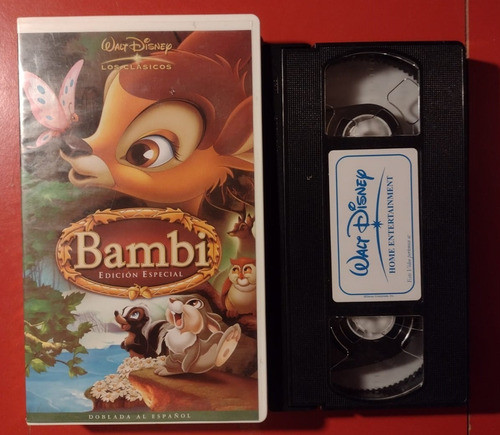 WALT DISNEY
LOS CLÁSICOS
Bambi
EDICIÓN ESPECIAL
DOBLADA AL ESPAÑOL
WALT DISNEY
HOME ENTERTAINMENT